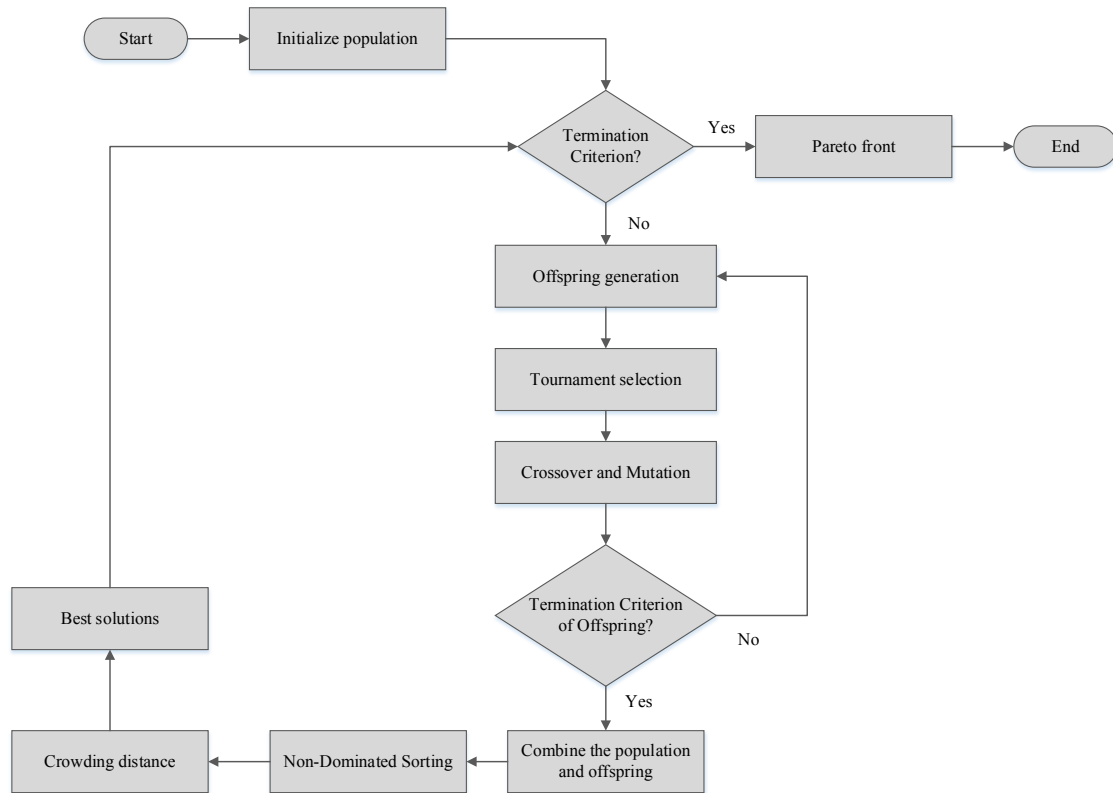 Start
Initialize population
Termination
Criterion?
Yes
Pareto front
End
No
Offspring generation
Tournament selection
Crossover and Mutation
Termination Criterion
of Offspring?
No
Yes
Best solutions
Crowding distance
Non-Dominated Sorting
Combine the population
and offspring